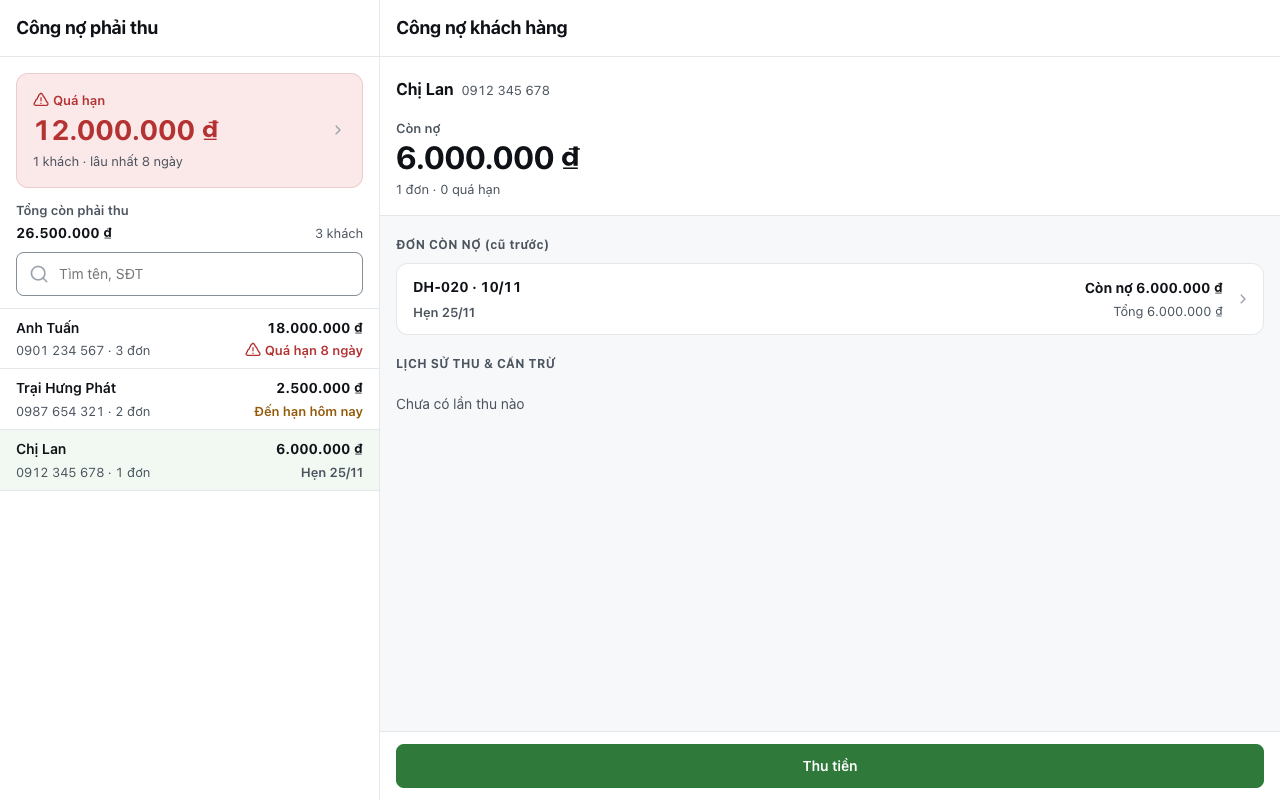 Công nợ phải thu
Quá hạn
12.000.000 ₫
1 khách · lâu nhất 8 ngày
Tổng còn phải thu
26.500.000 ₫ 3 khách
Tìm tên, SĐT
Anh Tuấn 18.000.000 ₫
0901 234 567 · 3 đơn Quá hạn 8 ngày
Trại Hưng Phát 2.500.000 ₫
0987 654 321 · 2 đơn Đến hạn hôm nay
Chị Lan 6.000.000 ₫
0912 345 678 · 1 đơn Hẹn 25/11
Công nợ khách hàng
Chị Lan 0912 345 678
Còn nợ
6.000.000 ₫
1 đơn · 0 quá hạn
ĐƠN CÒN NỢ (cũ trước)
DH-020 · 10/11 Còn nợ 6.000.000 ₫
Hẹn 25/11 Tổng 6.000.000 ₫
LỊCH SỬ THU & CẤN TRỪ
Chưa có lần thu nào
Thu tiền